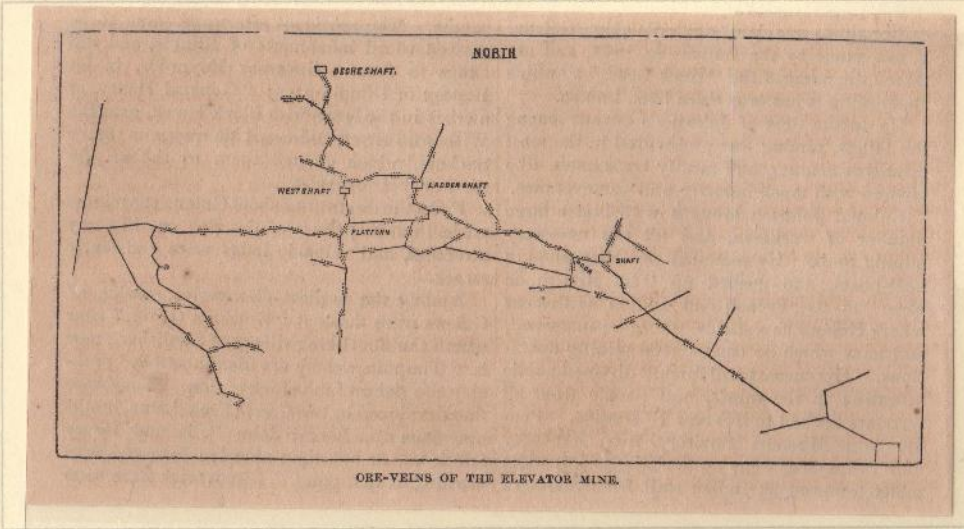 NORTH
BECHE SHAFT.
WEST SHAFT
LADDER SHAFT
PLATFORM
SHAFT
ORE-VEINS OF THE ELEVATOR MINE.